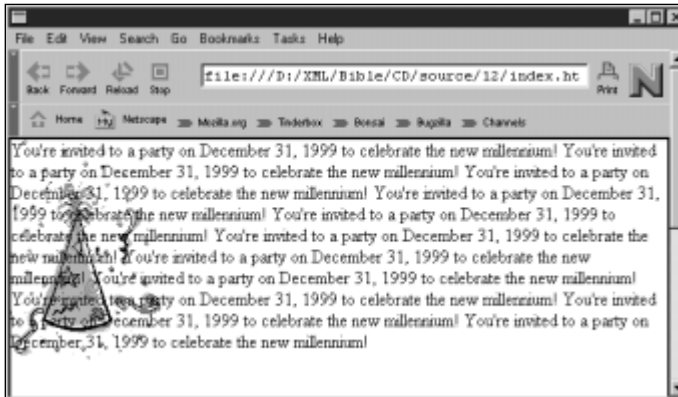 File Edit View Search Go Bookmarks Tasks Help
Back Forward Reload Stop file:///D:/XML/Bible/CD/source/12/index.ht Print N
Home My Netscape Mozilla.org Tinderbox Bonsai Bugzilla Channels
You're invited to a party on December 31, 1999 to celebrate the new millennium! You're invited
to a party on December 31, 1999 to celebrate the new millennium! You're invited to a party on
December 31, 1999 to celebrate the new millennium! You're invited to a party on December 31,
1999 to celebrate the new millennium! You're invited to a party on December 31, 1999 to
celebrate the new millennium! You're invited to a party on December 31, 1999 to celebrate the
new millennium! You're invited to a party on December 31, 1999 to celebrate the new
millennium! You're invited to a party on December 31, 1999 to celebrate the new millennium!
You're invited to a party on December 31, 1999 to celebrate the new millennium! You're invited
to a party on December 31, 1999 to celebrate the new millennium! You're invited to a party on
December 31, 1999 to celebrate the new millennium!